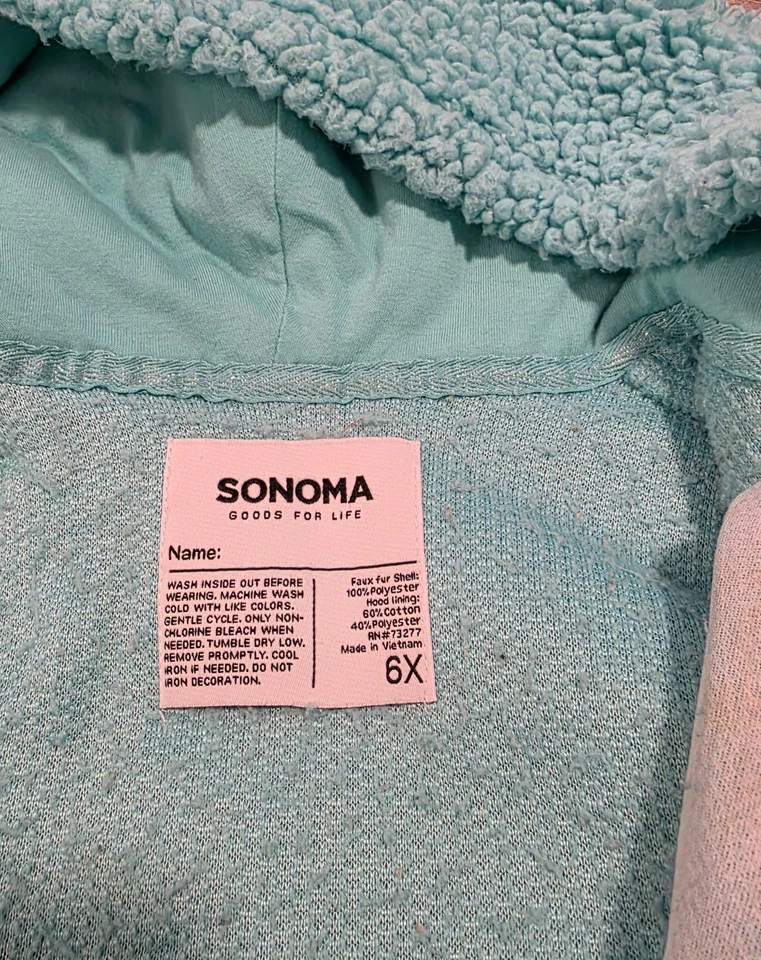 SONOMA
GOODS FOR LIFE
Name:
WASH INSIDE OUT BEFORE
WEARING. MACHINE WASH
COLD WITH LIKE COLORS.
GENTLE CYCLE. ONLY NON-
CHLORINE BLEACH WHEN
NEEDED. TUMBLE DRY LOW.
REMOVE PROMPTLY. COOL
IRON IF NEEDED. DO NOT
IRON DECORATION.
Faux fur Shell:
100%Polyester
Hood lining:
60%Cotton
40%Polyester
RN#73277
Made in Vietnam
6X